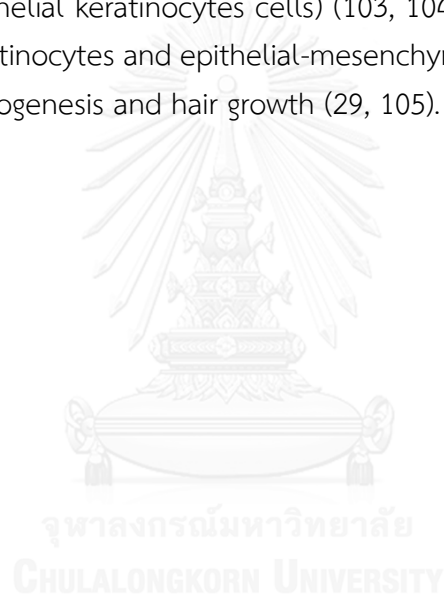 helial keratinocytes cells) (103, 104
tinocytes and epithelial-mesenchyn
ogenesis and hair growth (29, 105).
จุฬาลงกรณ์มหาวิทยาลัย
CHULALONGKORN UNIVERSITY